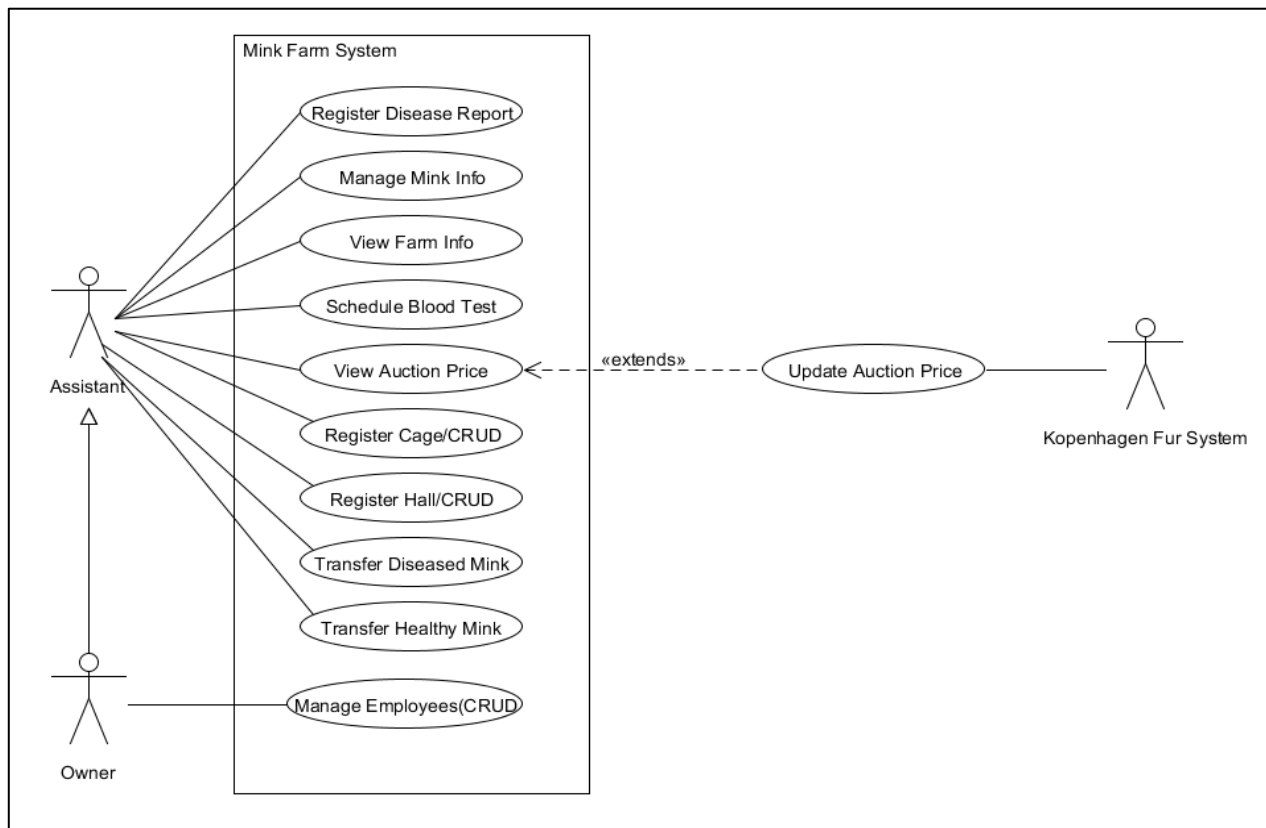 Mink Farm System
Register Disease Report
Manage Mink Info
View Farm Info
Schedule Blood Test
View Auction Price
«extends»
Update Auction Price
Assistant
Register Cage/CRUD
Kopenhagen Fur System
Register Hall/CRUD
Transfer Diseased Mink
Transfer Healthy Mink
Manage Employees(CRUD
Owner